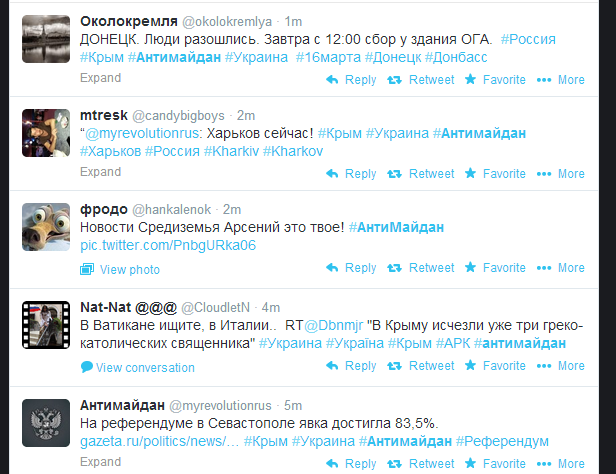 Околокремля @okolokremlya · 1m
ДОНЕЦК. Люди разошлись. Завтра с 12:00 сбор у здания ОГА. #Россия
#Крым #Антимайдан #Украина #16марта #Донецк #Донбасс
Expand Reply Retweet Favorite More
mtresk @candybigboys · 2m
"@myrevolutionrus: Харьков сейчас! #Крым #Украина #Антимайдан
#Харьков #Россия #Kharkiv #Kharkov
Expand Reply Retweet Favorite More
фродо @hankalenok · 2m
Новости Средиземья Арсений это твое! #АнтиМайдан
pic.twitter.com/PnbgURka06
View photo Reply Retweet Favorite More
Nat-Nat @@@ @CloudletN · 4m
В Ватикане ищите, в Италии.. RT@Dbnmjr "В Крыму исчезли уже три греко-
католических священника" #Украина #Україна #Крым #АРК #антимайдан
View conversation Reply Retweet Favorite More
Антимайдан @myrevolutionrus · 5m
На референдуме в Севастополе явка достигла 83,5%.
gazeta.ru/politics/news/… #Крым #Украина #Антимайдан #Референдум
Expand Reply Retweet Favorite More